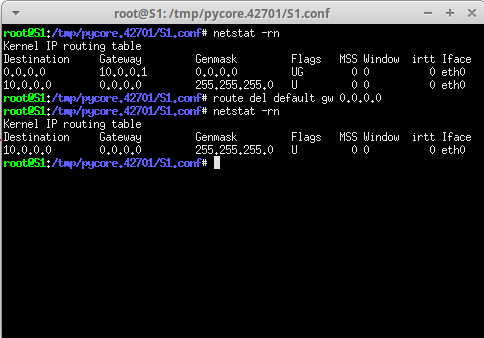 root@S1: /tmp/pycore.42701/S1.conf
root@S1:/tmp/pycore.42701/S1.conf# netstat -rn
Kernel IP routing table
Destination     Gateway         Genmask         Flags   MSS Window  irtt Iface
0.0.0.0         10.0.0.1        0.0.0.0         UG        0 0          0 eth0
10.0.0.0        0.0.0.0         255.255.255.0   U         0 0          0 eth0
root@S1:/tmp/pycore.42701/S1.conf# route del default gw 0.0.0.0
root@S1:/tmp/pycore.42701/S1.conf# netstat -rn
Kernel IP routing table
Destination     Gateway         Genmask         Flags   MSS Window  irtt Iface
10.0.0.0        0.0.0.0         255.255.255.0   U         0 0          0 eth0
root@S1:/tmp/pycore.42701/S1.conf#